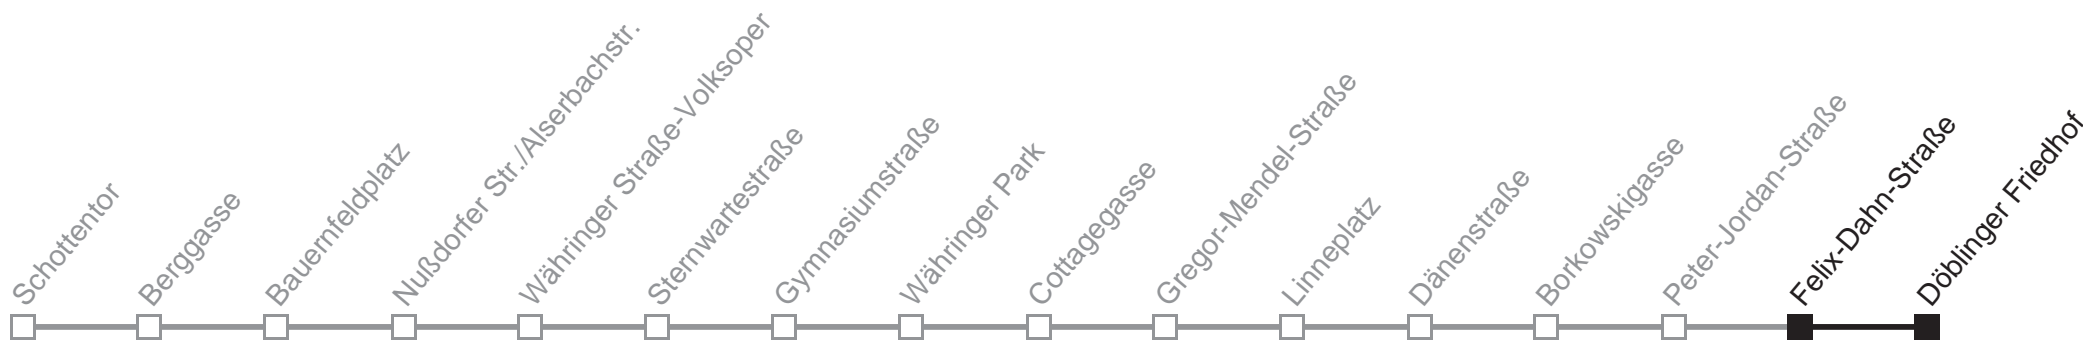 Schottentor
Berggasse
Bauernfeldplatz
Nußdorfer Str./Alserbachstr.
Währinger Straße-Volksoper
Sternwartestraße
Gymnasiumstraße
Währinger Park
Cottagegasse
Gregor-Mendel-Straße
Linneplatz
Dänenstraße
Borkowskigasse
Peter-Jordan-Straße
Felix-Dahn-Straße
Döblinger Friedhof